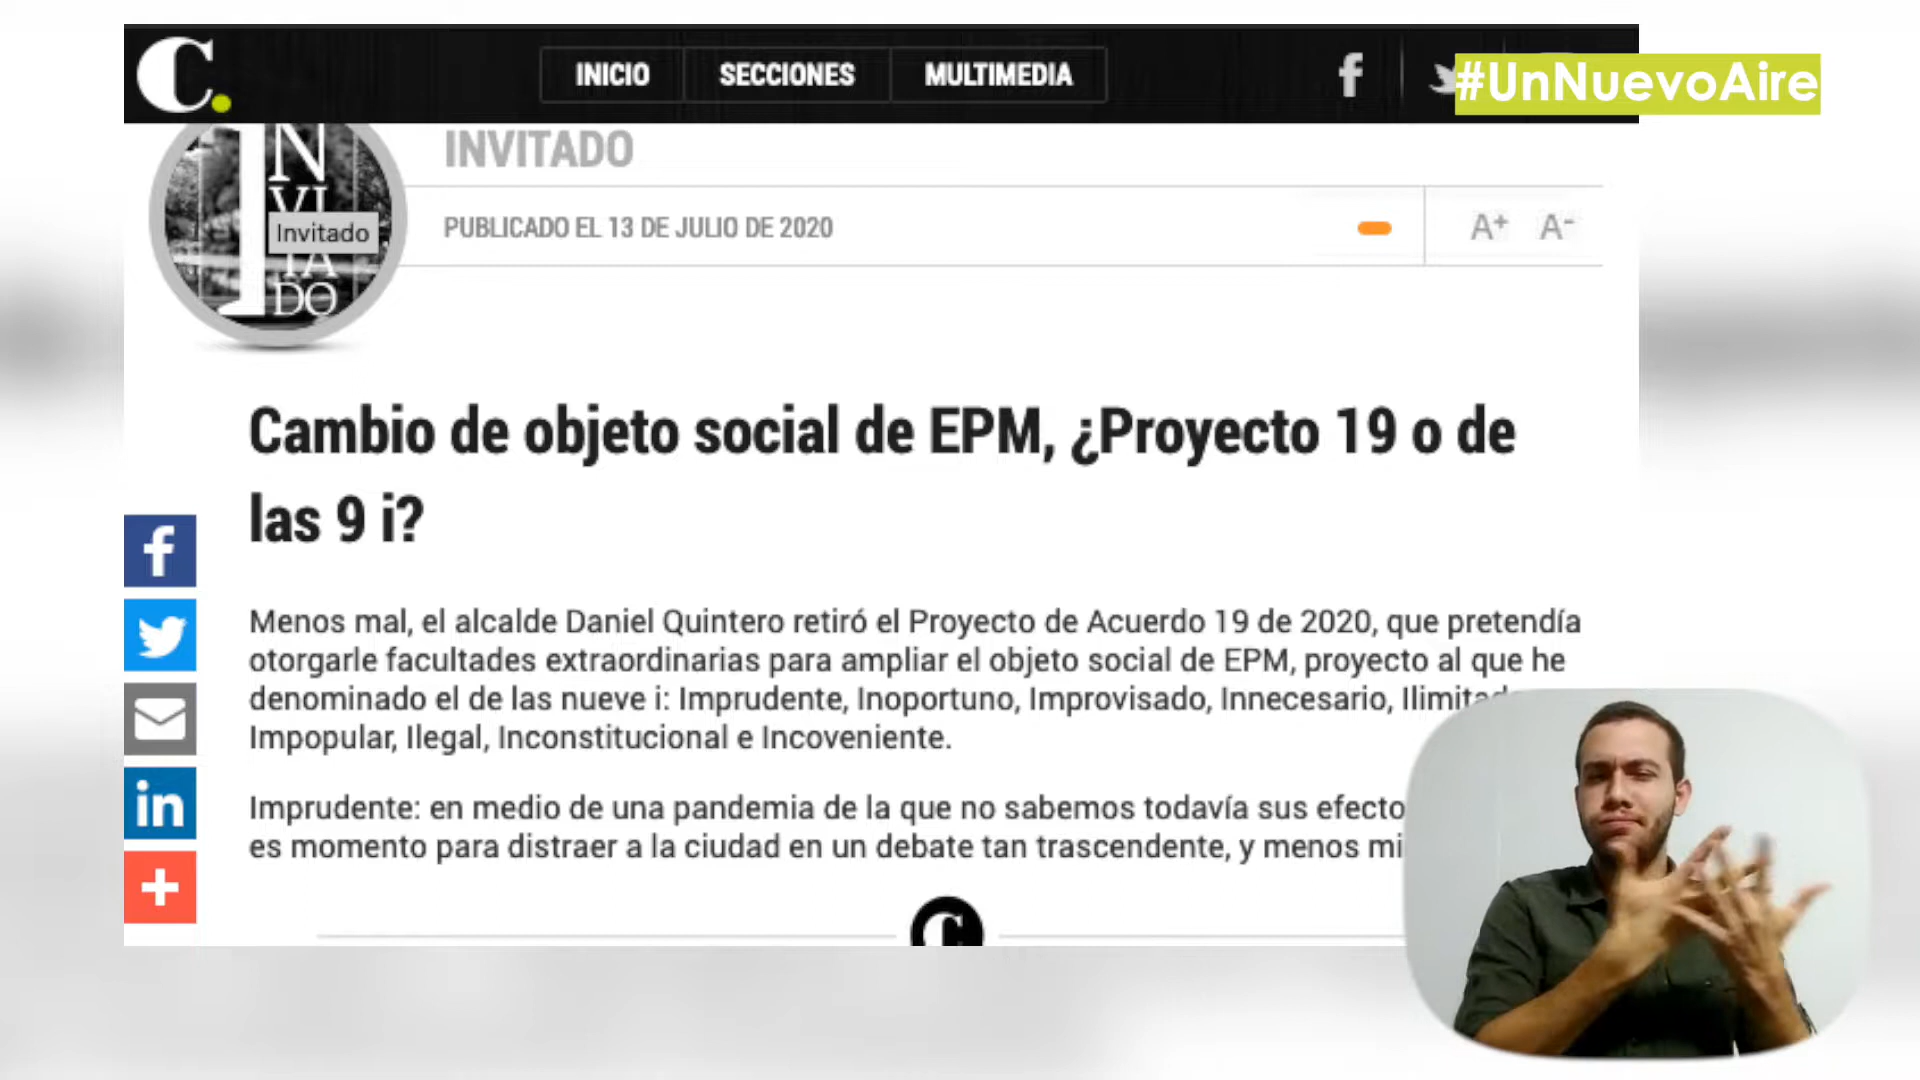 C.
INICIO
SECCIONES
MULTIMEDIA
#UnNuevoAire
INVITADO
Invitado
PUBLICADO EL 13 DE JULIO DE 2020
A+ A-
Cambio de objeto social de EPM, ¿Proyecto 19 o de
las 9 i?
Menos mal, el alcalde Daniel Quintero retiró el Proyecto de Acuerdo 19 de 2020, que pretendía
otorgarle facultades extraordinarias para ampliar el objeto social de EPM, proyecto al que he
denominado el de las nueve i: Imprudente, Inoportuno, Improvisado, Innecesario,
Impopular, Ilegal, Inconstitucional e Incoveniente.
Imprudente: en medio de una pandemia de la que no sabemos todavía sus
es momento para distraer a la ciudad en un debate tan trascendente, y menos